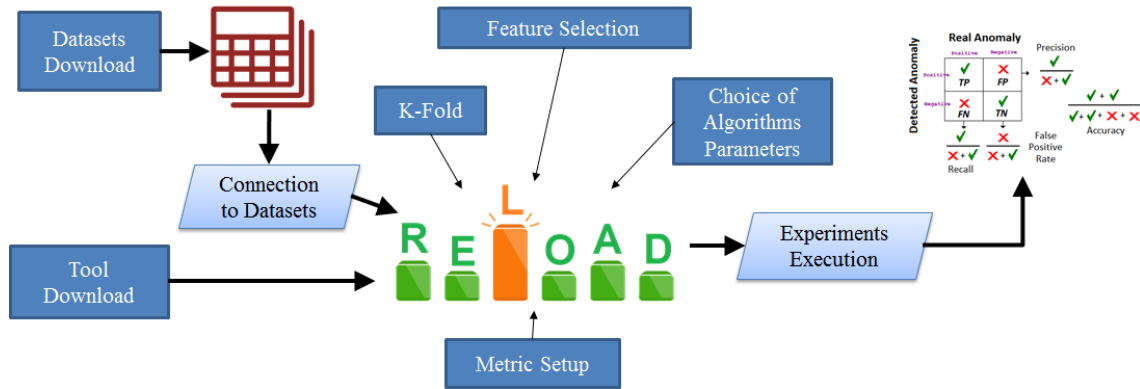 Datasets
Download
Feature Selection
K-Fold
Choice of
Algorithms
Parameters
Connection
to Datasets
Tool
Download
R E L O A D
Metric Setup
Experiments
Execution
Real Anomaly
Positive Negative
Detected Anomaly
Positive
TP FP
Negative
FN TN
Precision
✓
✗ + ✓
✓ + ✓
✓ + ✓ + ✗ + ✗
Accuracy
✓
✗ + ✓
Recall
✗
✗ + ✓
False
Positive
Rate